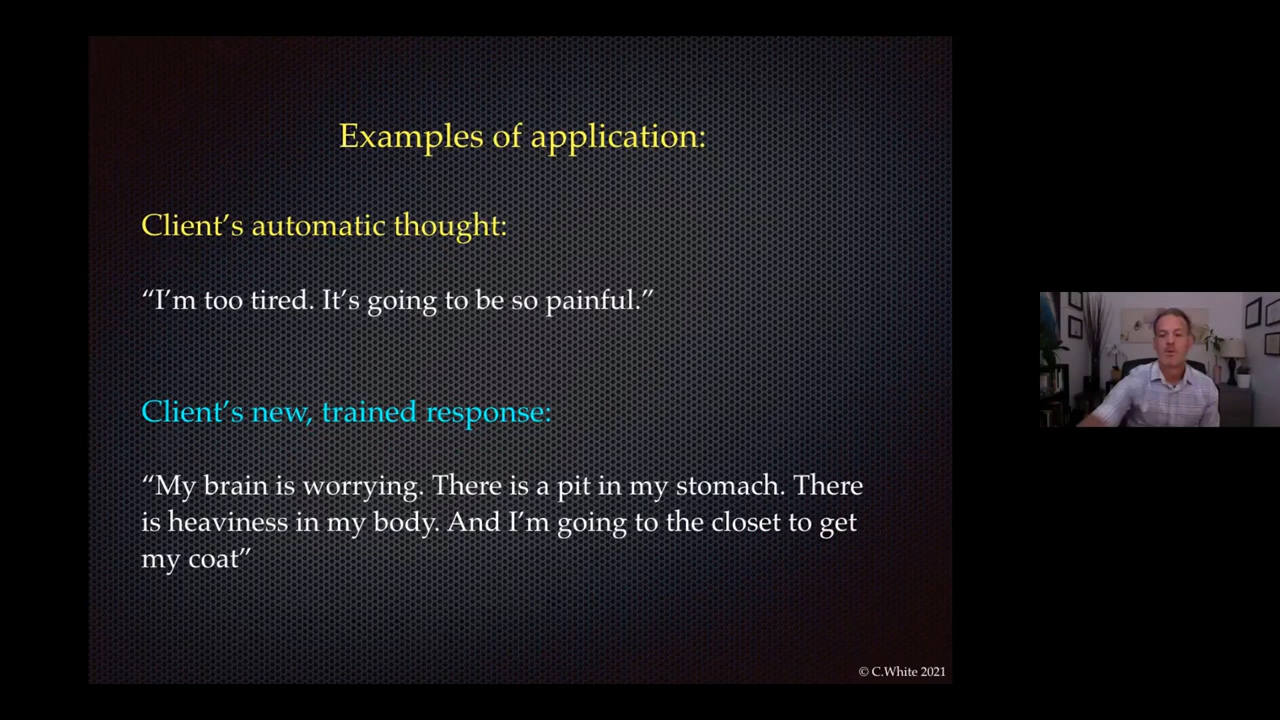 Examples of application:
Client’s automatic thought:
“I’m too tired. It’s going to be so painful.”
Client’s new, trained response:
“My brain is worrying. There is a pit in my stomach. There
is heaviness in my body. And I’m going to the closet to get
my coat”
© C.White 2021